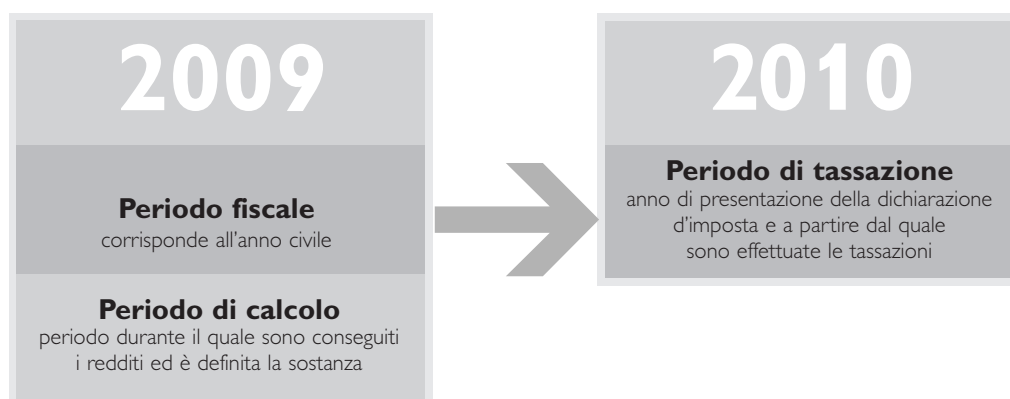 2009
Periodo fiscale
corrisponde all'anno civile
Periodo di calcolo
periodo durante il quale sono conseguiti
i redditi ed è definita la sostanza
2010
Periodo di tassazione
anno di presentazione della dichiarazione
d'imposta e a partire dal quale
sono effettuate le tassazioni